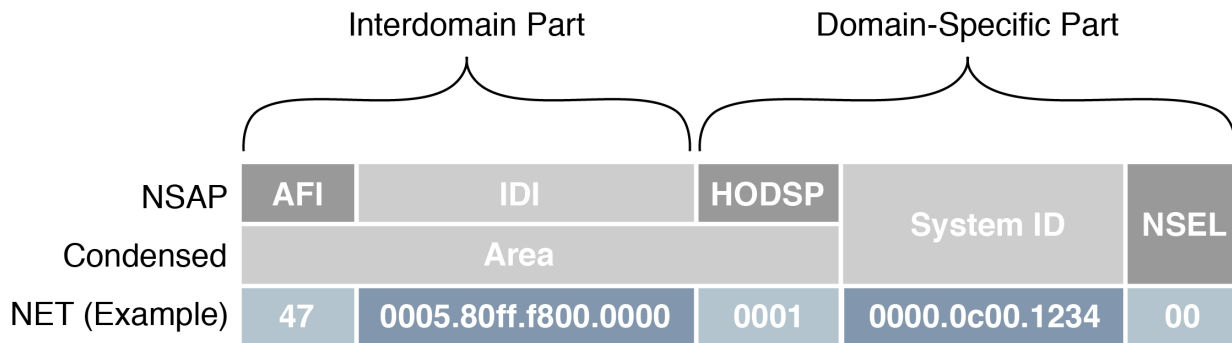 Interdomain Part Domain-Specific Part
NSAP AFI IDI HODSP System ID NSEL
Condensed Area
NET (Example) 47 0005.80ff.f800.0000 0001 0000.0c00.1234 00